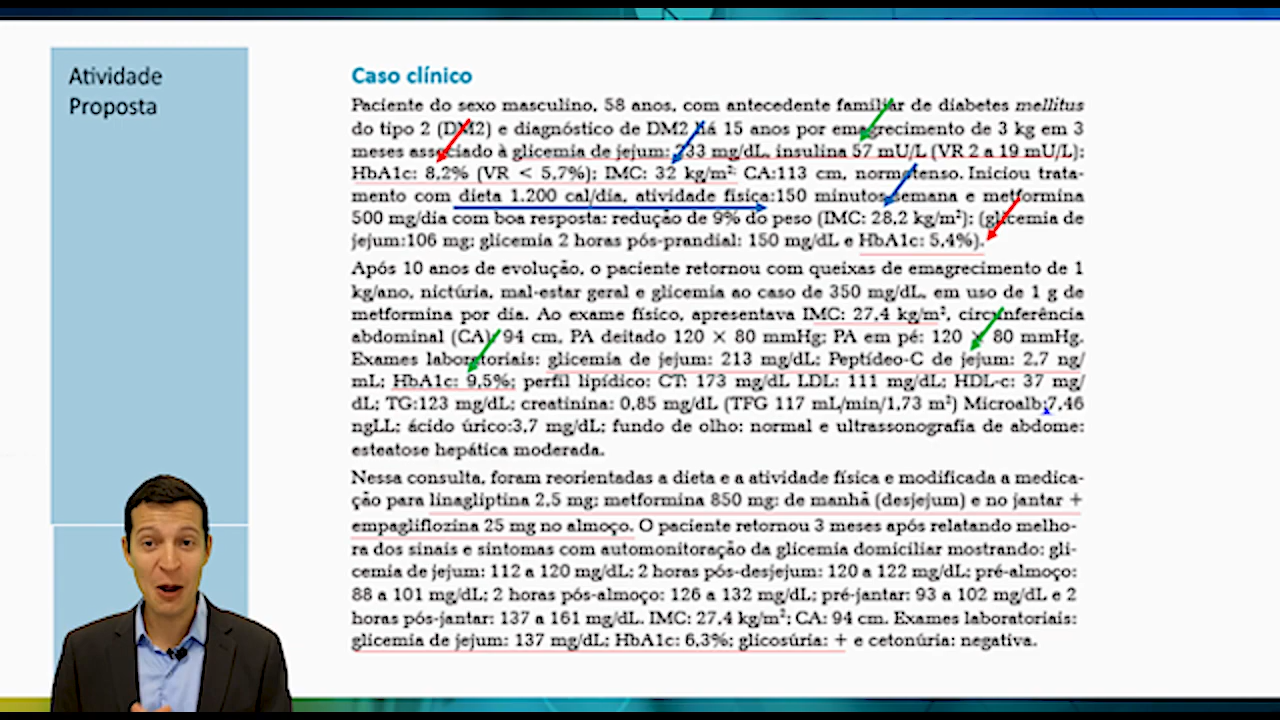 Atividade
Proposta
Caso clínico
Paciente do sexo masculino, 58 anos, com antecedente familiar de diabetes mellitus
do tipo 2 (DM2) e diagnóstico de DM2 há 15 anos por emagrecimento de 3 kg em 3
meses associado à glicemia de jejum: 233 mg/dL, insulina 57 mU/L (VR 2 a 19 mU/L);
HbA1c: 8,2% (VR < 5,7%); IMC: 32 kg/m²; CA:113 cm, normotenso. Iniciou trata-
mento com dieta 1.200 cal/dia, atividade física:150 minutos/semana e metformina
500 mg/dia com boa resposta: redução de 9% do peso (IMC: 28,2 kg/m²); (glicemia de
jejum:106 mg; glicemia 2 horas pós-prandial: 150 mg/dL e HbA1c: 5,4%).
Após 10 anos de evolução, o paciente retornou com queixas de emagrecimento de 1
kg/ano, nictúria, mal-estar geral e glicemia ao caso de 350 mg/dL, em uso de 1 g de
metformina por dia. Ao exame físico, apresentava IMC: 27,4 kg/m², circunferência
abdominal (CA): 94 cm, PA deitado 120 × 80 mmHg; PA em pé: 120 × 80 mmHg.
Exames laboratoriais: glicemia de jejum: 213 mg/dL; Peptídeo-C de jejum: 2,7 ng/
mL; HbA1c: 9,5%; perfil lipídico: CT: 173 mg/dL LDL: 111 mg/dL; HDL-c: 37 mg/
dL; TG:123 mg/dL; creatinina: 0,85 mg/dL (TFG 117 mL/min/1,73 m²) Microalb:7,46
ngLL; ácido úrico:3,7 mg/dL; fundo de olho: normal e ultrassonografia de abdome:
esteatose hepática moderada.
Nessa consulta, foram reorientadas a dieta e a atividade física e modificada a medica-
ção para linagliptina 2,5 mg; metformina 850 mg; de manhã (desjejum) e no jantar +
empagliflozina 25 mg no almoço. O paciente retornou 3 meses após relatando melho-
ra dos sinais e sintomas com automonitoração da glicemia domiciliar mostrando: gli-
cemia de jejum: 112 a 120 mg/dL; 2 horas pós-desjejum: 120 a 122 mg/dL; pré-almoço:
88 a 101 mg/dL; 2 horas pós-almoço: 126 a 132 mg/dL; pré-jantar: 93 a 102 mg/dL e 2
horas pós-jantar: 137 a 161 mg/dL. IMC: 27,4 kg/m²; CA: 94 cm. Exames laboratoriais:
glicemia de jejum: 137 mg/dL; HbA1c: 6,3%; glicosúria: + e cetonúria: negativa.